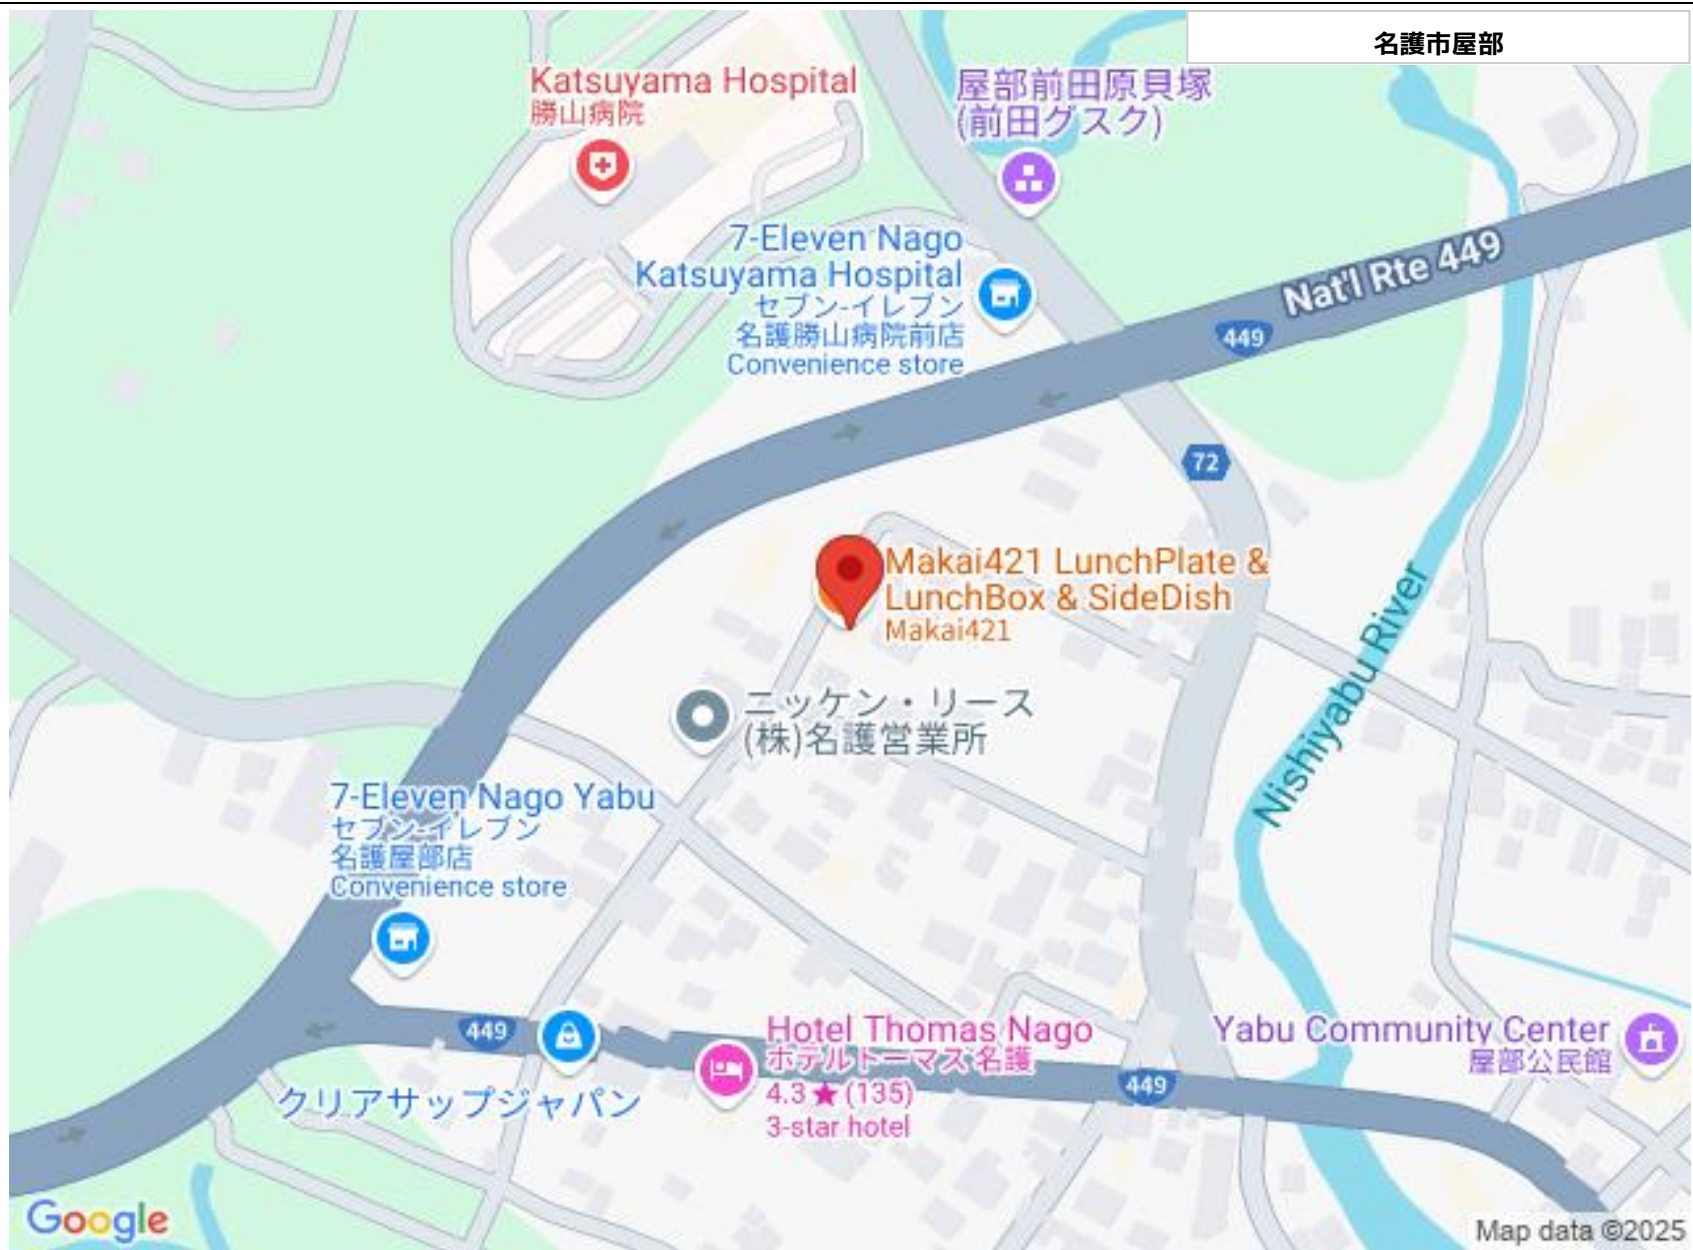 名護市屋部
Katsuyama Hospital
勝山病院
屋部前田原貝塚
(前田グスク)
7-Eleven Nago
Katsuyama Hospital
セブン-イレブン
名護勝山病院前店
Convenience store
Nat'l Rte 449
449
72
Makai421 LunchPlate &
LunchBox & SideDish
Makai421
Nishiyabu River
ニッケン・リース
(株)名護営業所
7-Eleven Nago Yabu
セブン-イレブン
名護屋部店
Convenience store
449
クリアサップジャパン
Hotel Thomas Nago
ホテルトーマス名護
4.3★(135)
3-star hotel
449
Yabu Community Center
屋部公民館
Google
Map data ©2025